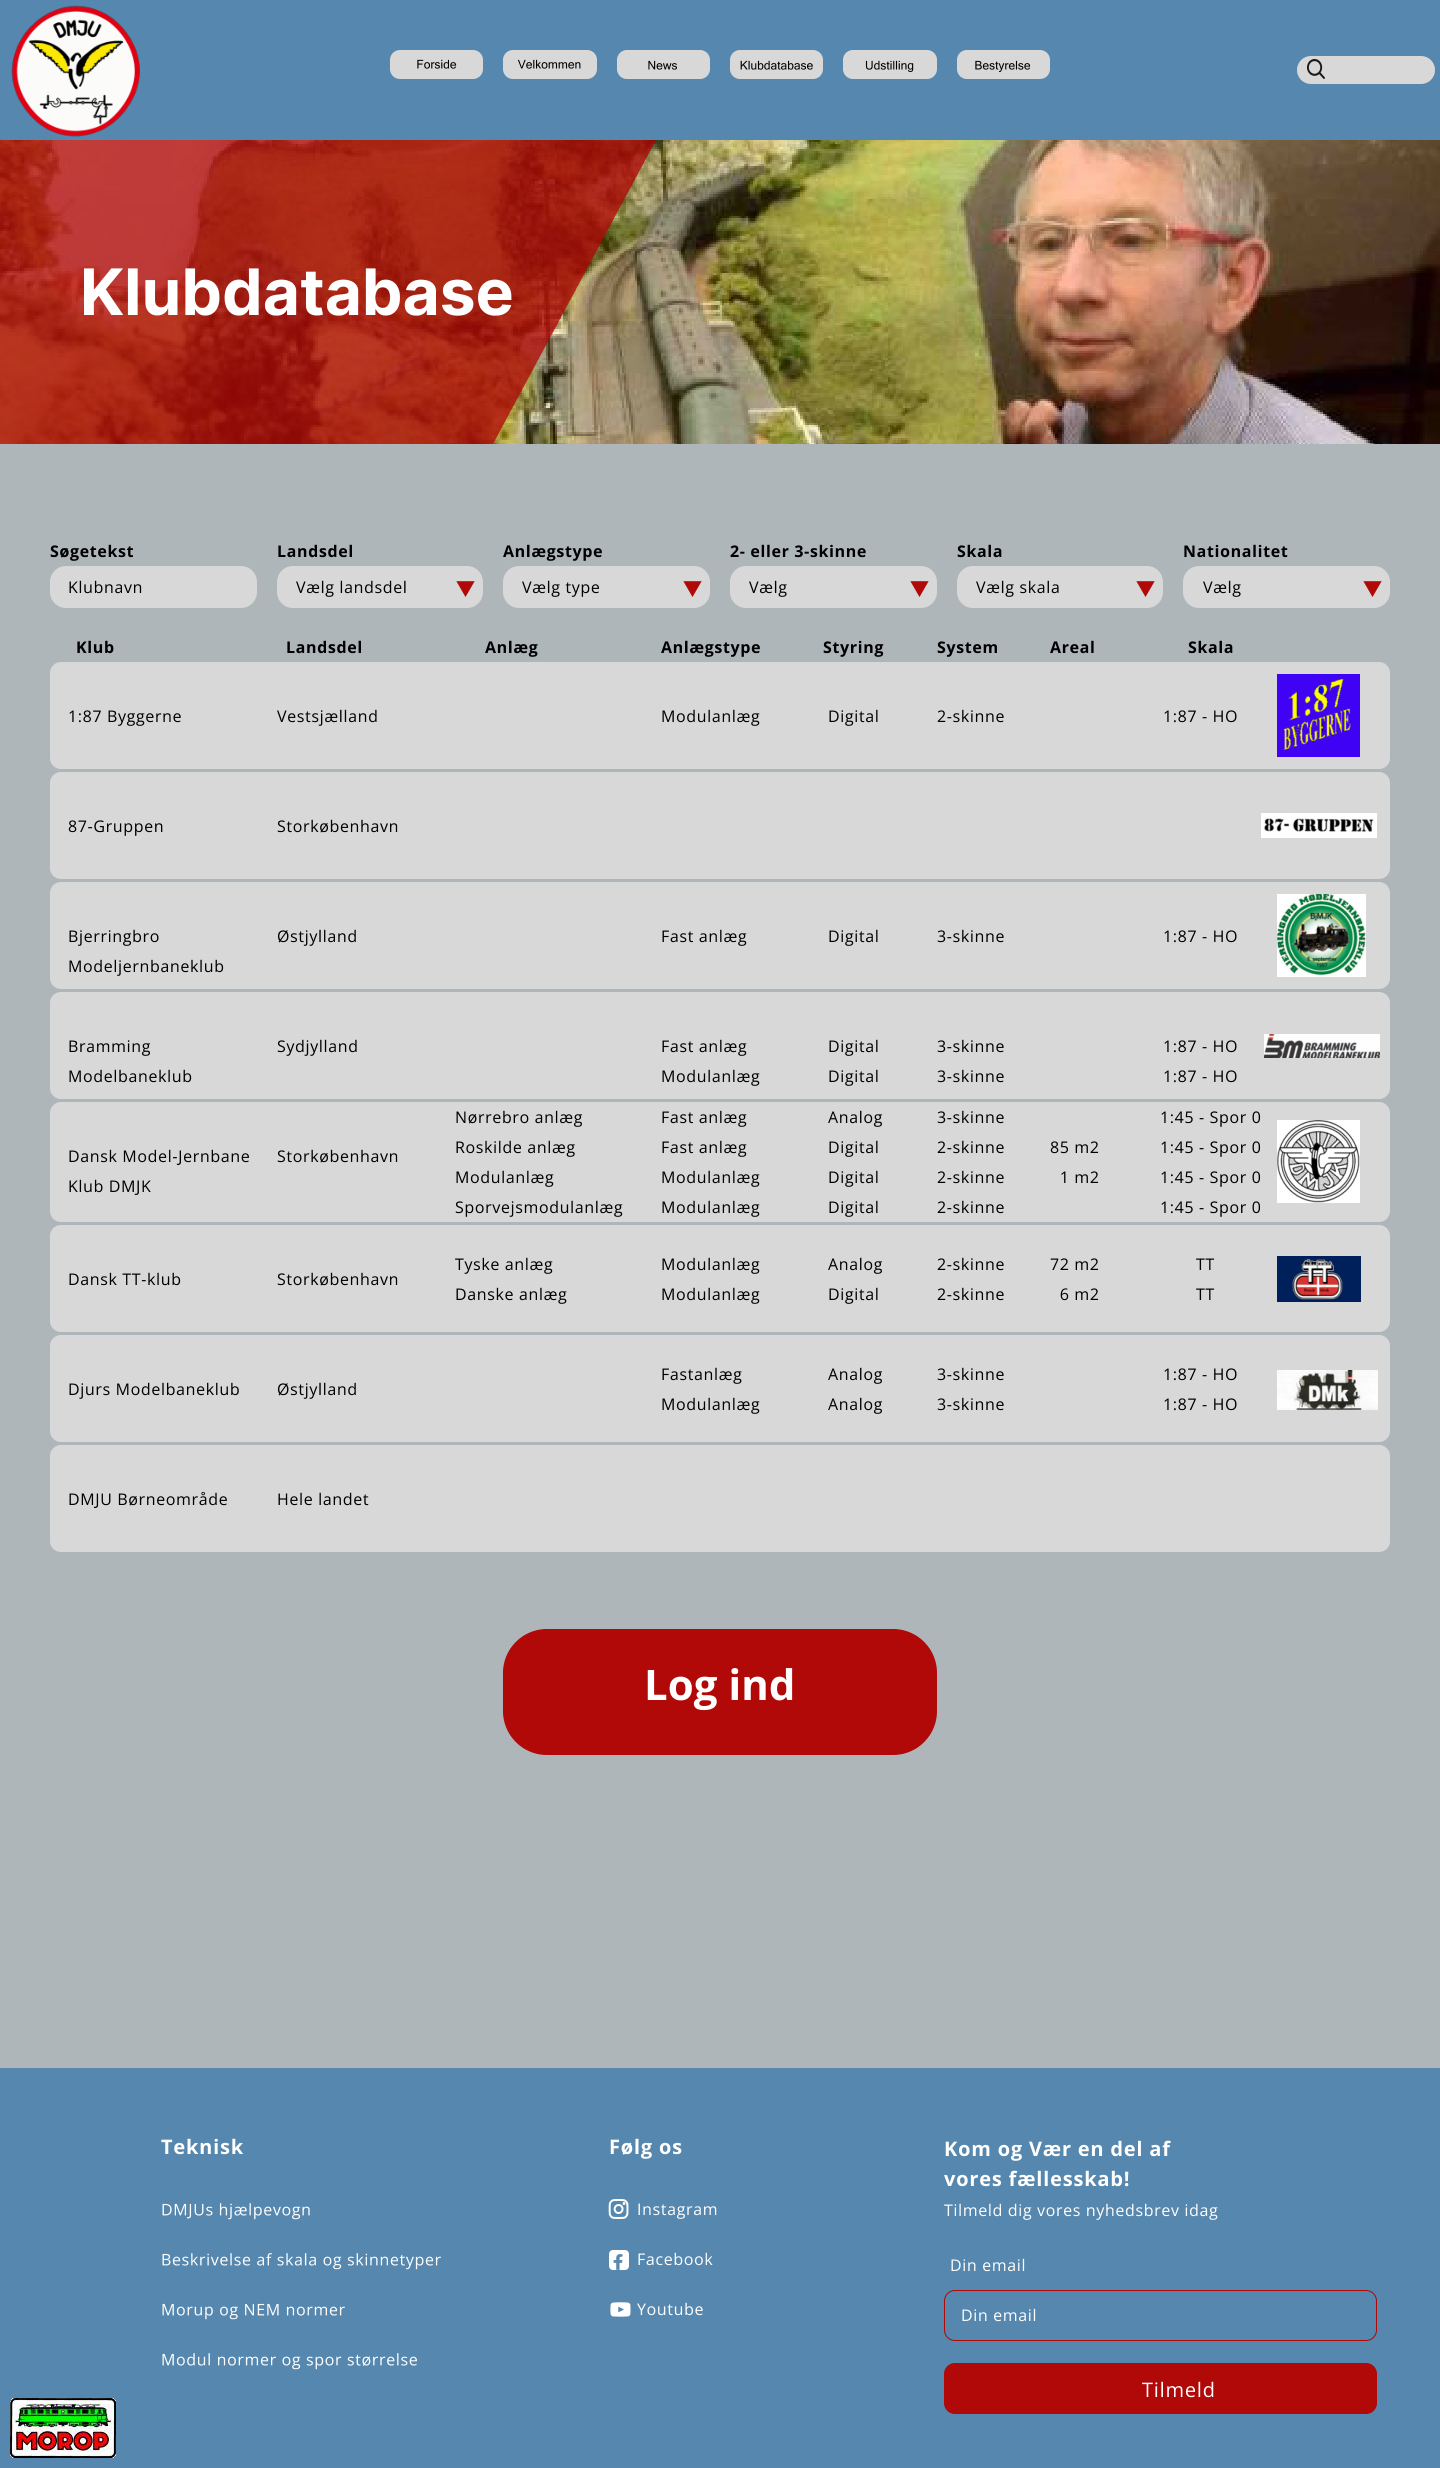 DMJU
Forside
Velkommen
News
Klubdatabase
Udstilling
Bestyrelse
Klubdatabase
Søgetekst
Landsdel
Anlægstype
2- eller 3-skinne
Skala
Nationalitet
Klubnavn
Vælg landsdel
Vælg type
Vælg
Vælg skala
Vælg
Klub Landsdel Anlæg Anlægstype Styring System Areal Skala
1:87 Byggerne Vestsjælland Modulanlæg Digital 2-skinne 1:87 - HO
1:87
BYGGERNE
87-Gruppen Storkøbenhavn
87- GRUPPEN
Bjerringbro Østjylland Fast anlæg Digital 3-skinne 1:87 - HO
Modeljernbaneklub
BJERRINGBRO MODELJERNBANEKLUB
BJMJK
Bramming Sydjylland Fast anlæg Digital 3-skinne 1:87 - HO
Modelbaneklub Modulanlæg Digital 3-skinne 1:87 - HO
BM BRAMMING
MODELBANEKLUB
Dansk Model-Jernbane
Klub DMJK
Storkøbenhavn
Nørrebro anlæg Fast anlæg Analog 3-skinne 1:45 - Spor 0
Roskilde anlæg Fast anlæg Digital 2-skinne 85 m2 1:45 - Spor 0
Modulanlæg Modulanlæg Digital 2-skinne 1 m2 1:45 - Spor 0
Sporvejsmodulanlæg Modulanlæg Digital 2-skinne 1:45 - Spor 0
Dansk TT-klub Storkøbenhavn
Tyske anlæg Modulanlæg Analog 2-skinne 72 m2 TT
Danske anlæg Modulanlæg Digital 2-skinne 6 m2 TT
TT
Djurs Modelbaneklub Østjylland
Fastanlæg Analog 3-skinne 1:87 - HO
Modulanlæg Analog 3-skinne 1:87 - HO
DMk
DMJU Børneområde Hele landet
Log ind
Teknisk
DMJUs hjælpevogn
Beskrivelse af skala og skinnetyper
Morup og NEM normer
Modul normer og spor størrelse
MOROP
Følg os
Instagram
Facebook
Youtube
Kom og Vær en del af
vores fællesskab!
Tilmeld dig vores nyhedsbrev idag
Din email
Din email
Tilmeld